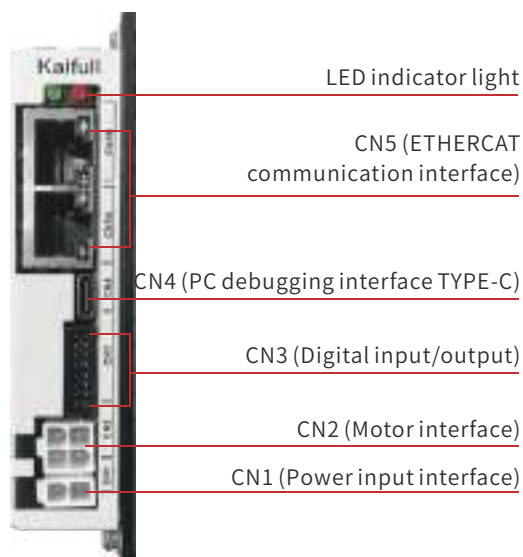 Kaifull
LED indicator light
CN5 (ETHERCAT
communication interface)
CN4 (PC debugging interface TYPE-C)
CN3 (Digital input/output)
CN2 (Motor interface)
CN1 (Power input interface)